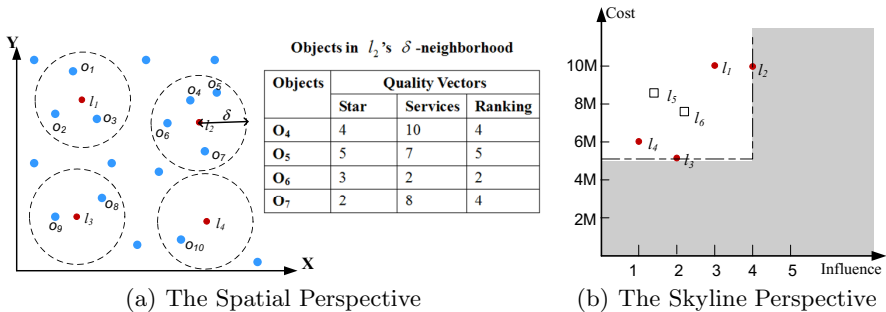 Y
o1
l1
o2
o3
o4
o5
l2
δ
o6
o7
o8
l3
o9
l4
o10
X
Objects in l2's δ-neighborhood
Objects Quality Vectors
Star Services Ranking
O4 4 10 4
O5 5 7 5
O6 3 2 2
O7 2 8 4
(a) The Spatial Perspective
Cost
10M
l1
l2
8M
l5
l6
6M
l4
l3
4M
2M
1 2 3 4 5 Influence
(b) The Skyline Perspective